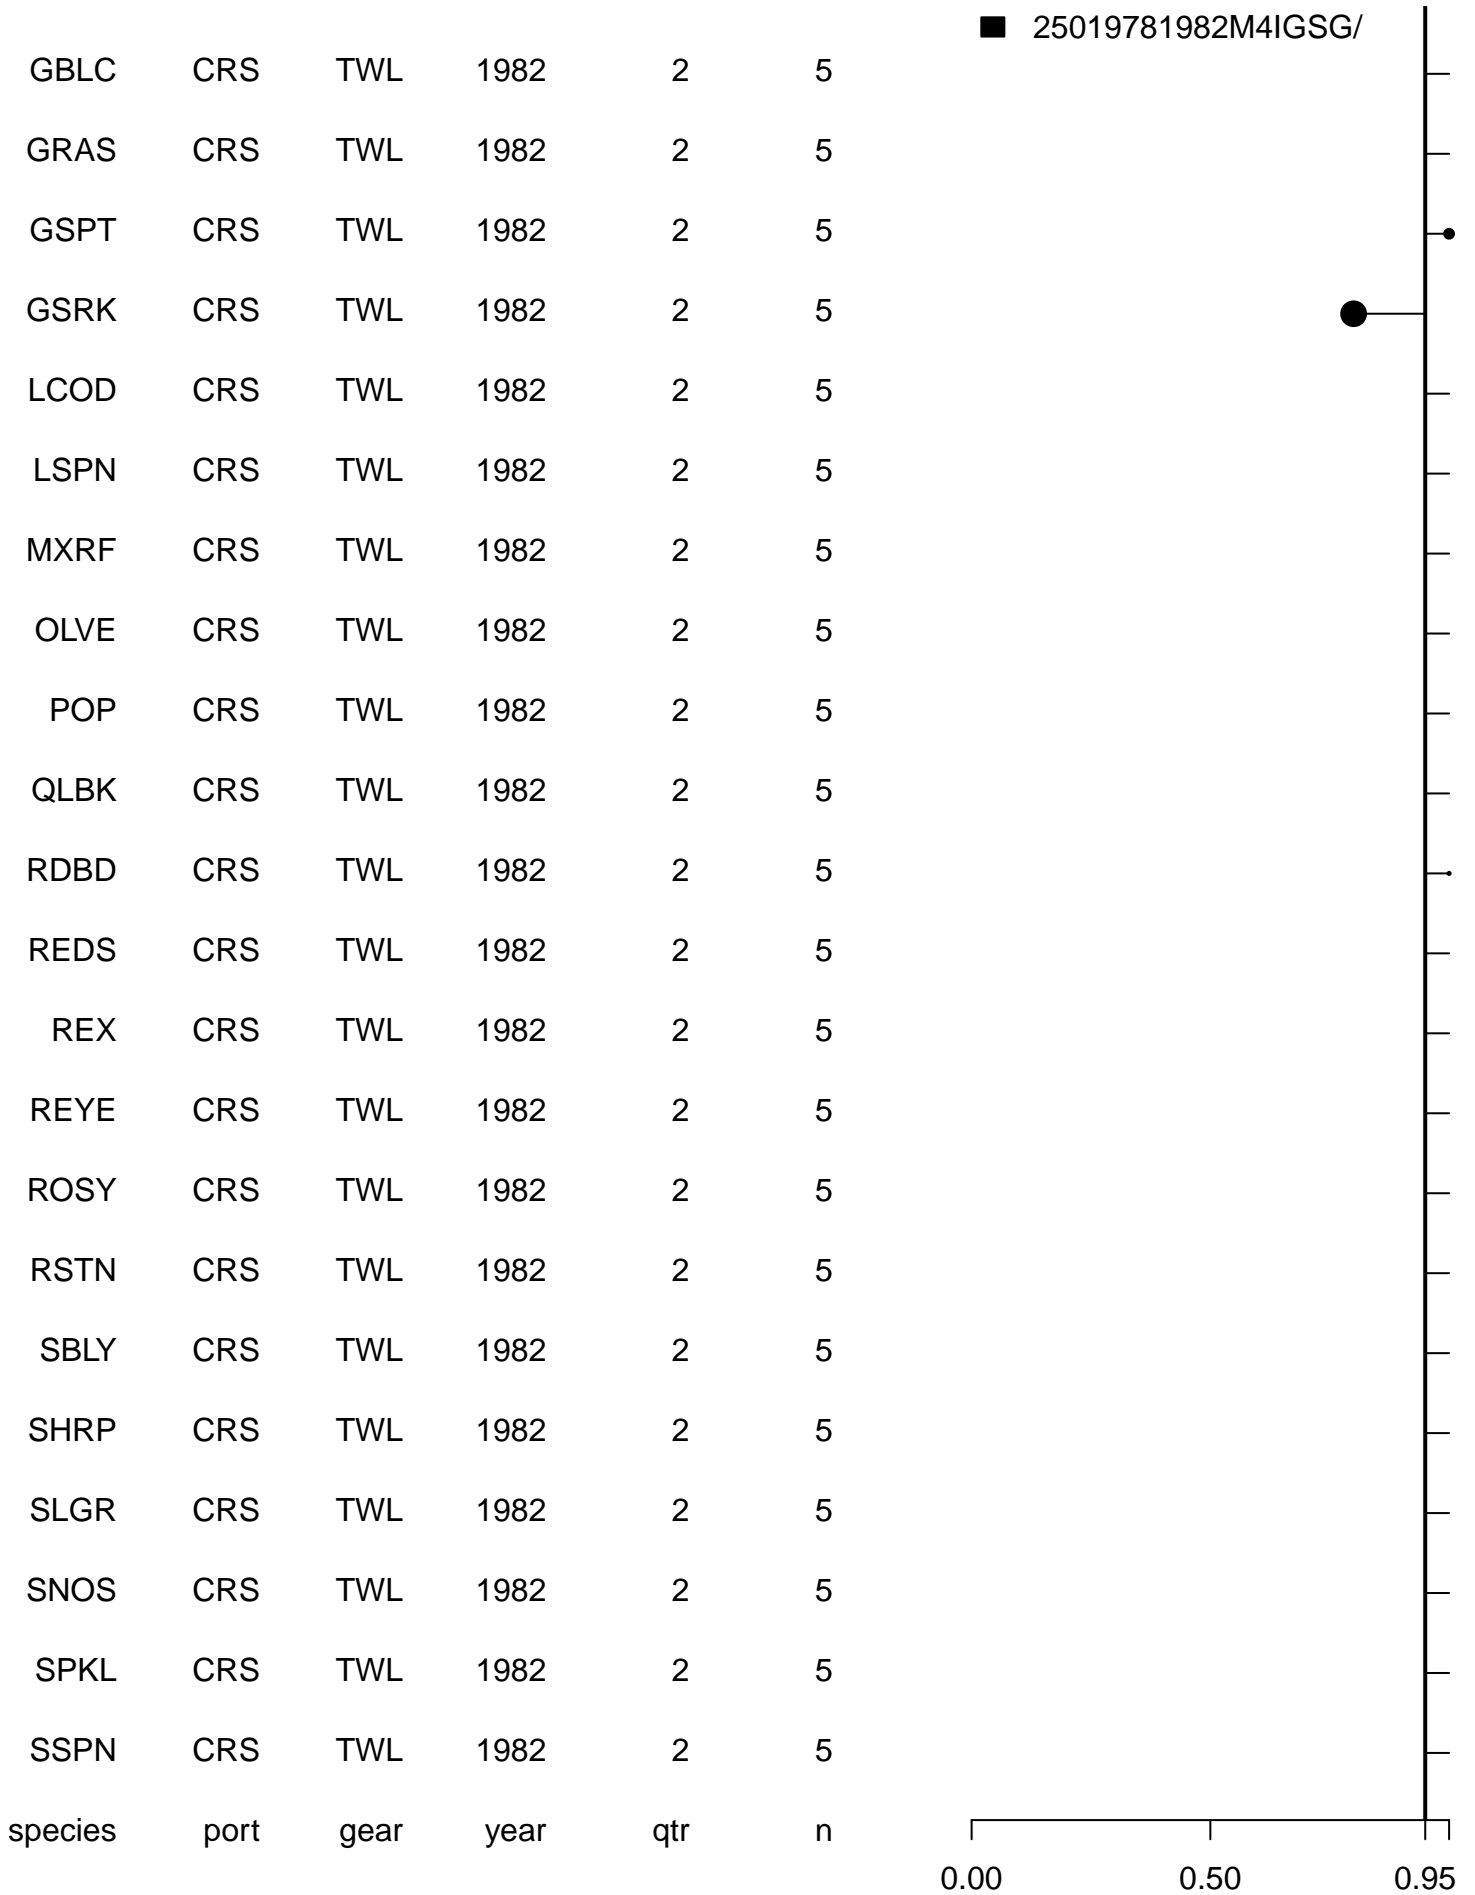 25019781982M4IGSG/
GBLC CRS TWL 1982 2 5
GRAS CRS TWL 1982 2 5
GSPT CRS TWL 1982 2 5
GSRK CRS TWL 1982 2 5
LCOD CRS TWL 1982 2 5
LSPN CRS TWL 1982 2 5
MXRF CRS TWL 1982 2 5
OLVE CRS TWL 1982 2 5
POP CRS TWL 1982 2 5
QLBK CRS TWL 1982 2 5
RDBD CRS TWL 1982 2 5
REDS CRS TWL 1982 2 5
REX CRS TWL 1982 2 5
REYE CRS TWL 1982 2 5
ROSY CRS TWL 1982 2 5
RSTN CRS TWL 1982 2 5
SBLY CRS TWL 1982 2 5
SHRP CRS TWL 1982 2 5
SLGR CRS TWL 1982 2 5
SNOS CRS TWL 1982 2 5
SPKL CRS TWL 1982 2 5
SSPN CRS TWL 1982 2 5
species port gear year qtr n
0.00 0.50 0.95